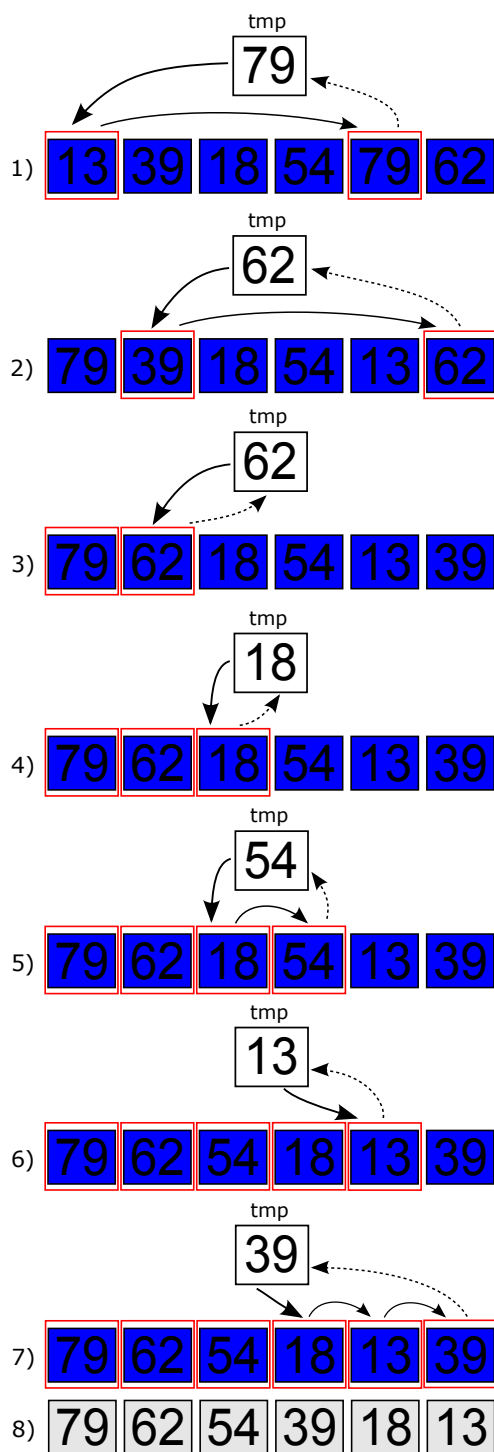 tmp
79
1) 13 39 18 54 79 62
tmp
62
2) 79 39 18 54 13 62
tmp
62
3) 79 62 18 54 13 39
tmp
18
4) 79 62 18 54 13 39
tmp
54
5) 79 62 18 54 13 39
tmp
13
6) 79 62 54 18 13 39
tmp
39
7) 79 62 54 18 13 39
8) 79 62 54 39 18 13